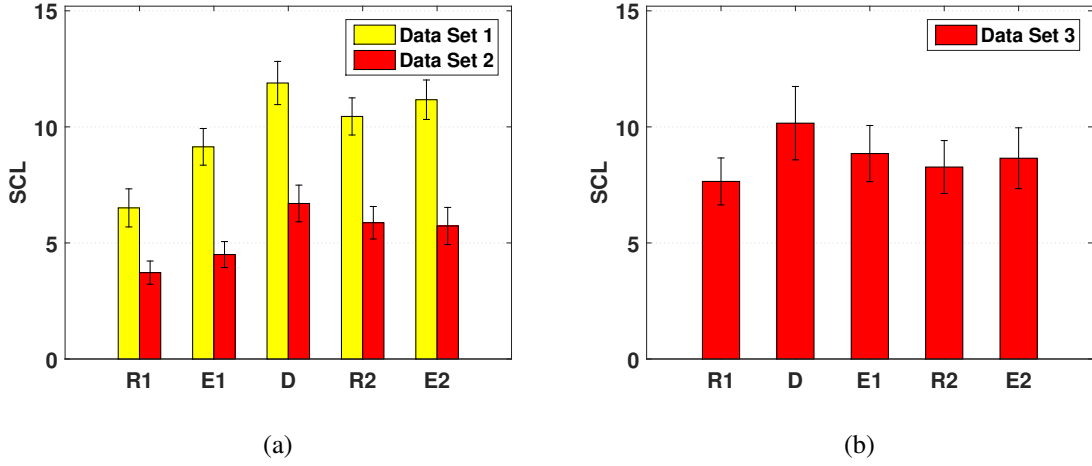 15
10
5
0
SCL
Data Set 1
Data Set 2
R1 E1 D R2 E2
(a)
15
10
5
0
SCL
Data Set 3
R1 D E1 R2 E2
(b)